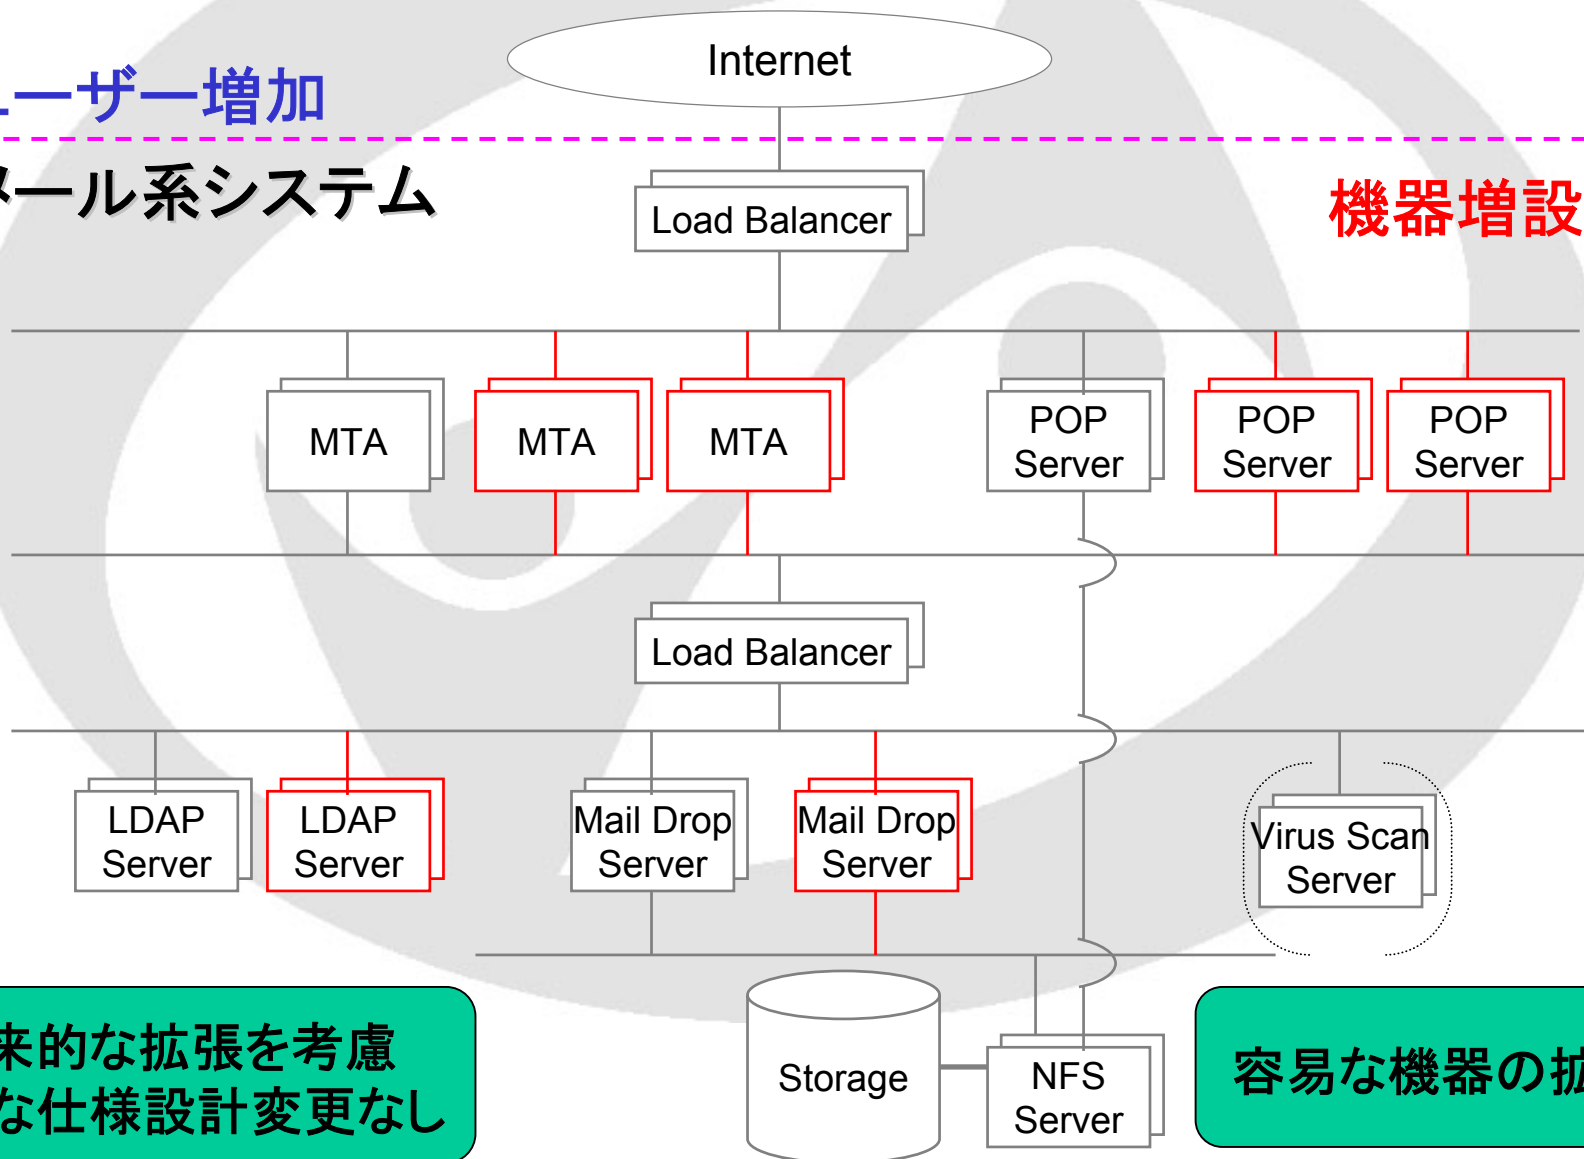 Internet
ユーザー増加
メール系システム
Load Balancer
機器増設
MTA
MTA
MTA
POP
Server
POP
Server
POP
Server
Load Balancer
LDAP
Server
LDAP
Server
Mail Drop
Server
Mail Drop
Server
Virus Scan
Server
来的な拡張を考慮
な仕様設計変更なし
Storage
NFS
Server
容易な機器の拡